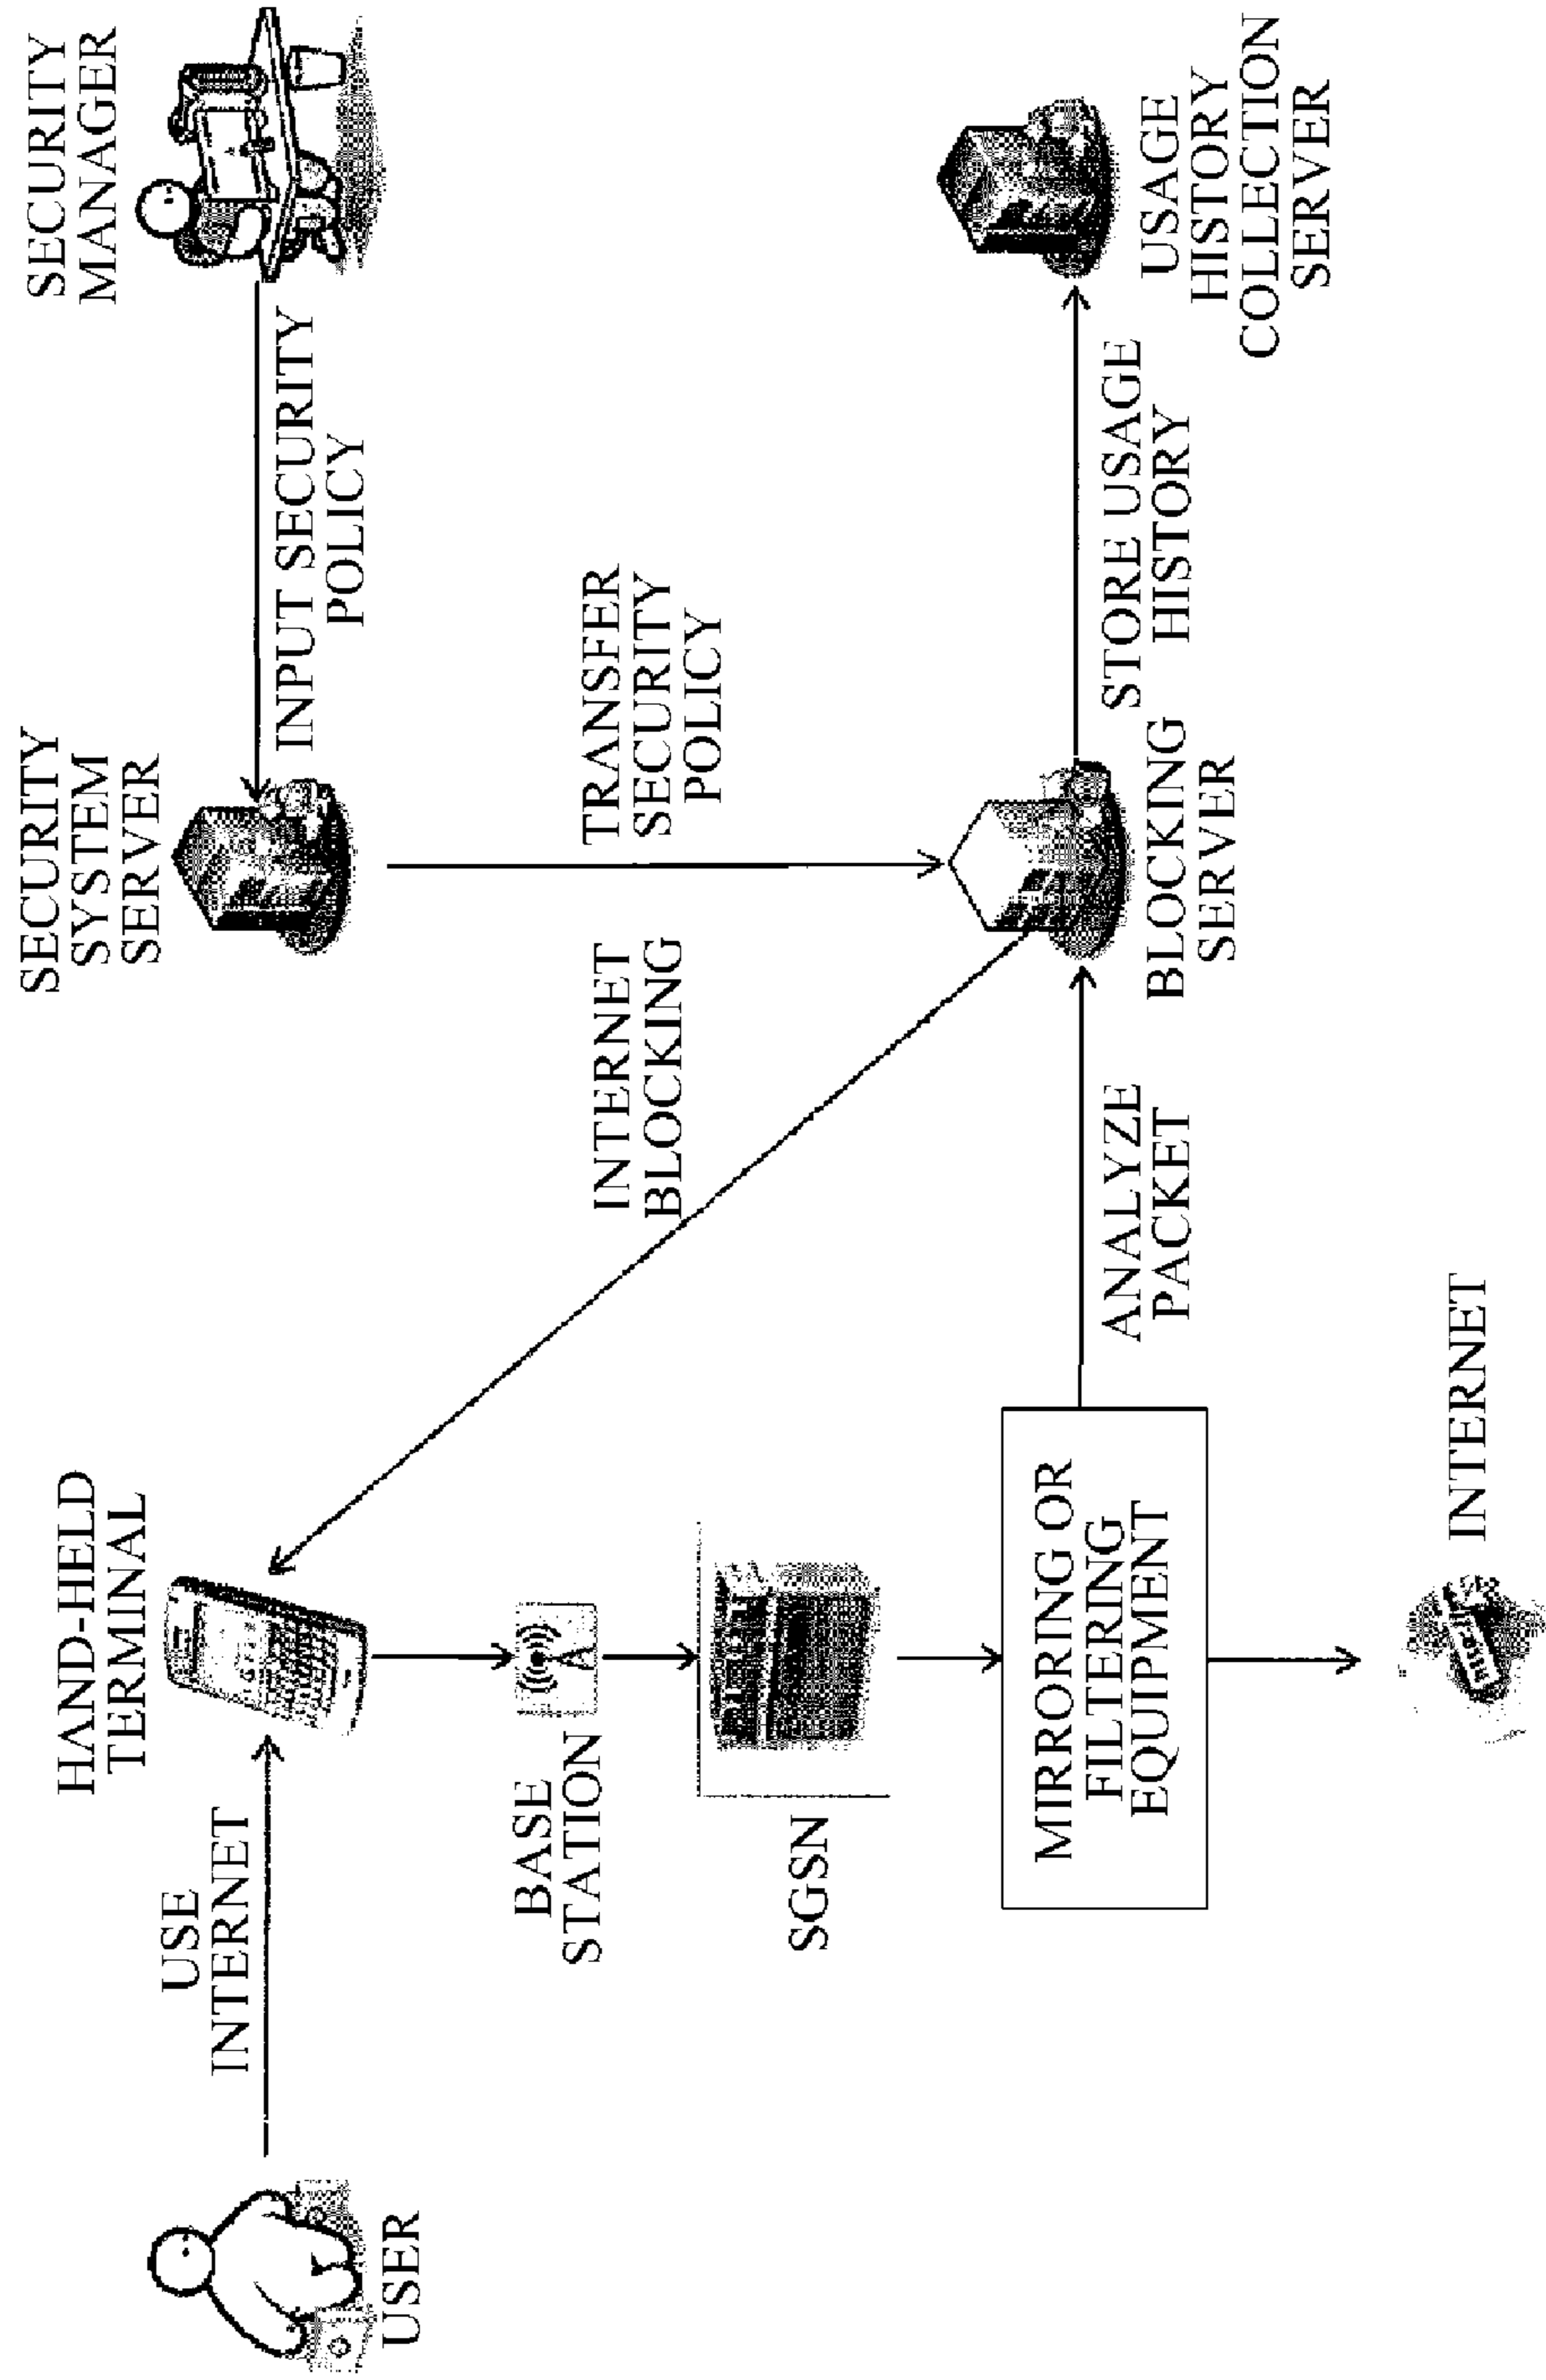 SECURITY
MANAGER
SECURITY
SYSTEM
SERVER
INPUT SECURITY
POLICY
HAND-HELD
TERMINAL
USE
INTERNET
USER
BASE
STATION
SGSN
INTERNET
BLOCKING
TRANSFER
SECURITY
POLICY
MIRRORING OR
FILTERING
EQUIPMENT
ANALYZE
PACKET
BLOCKING
SERVER
STORE USAGE
HISTORY
USAGE
HISTORY
COLLECTION
SERVER
INTERNET